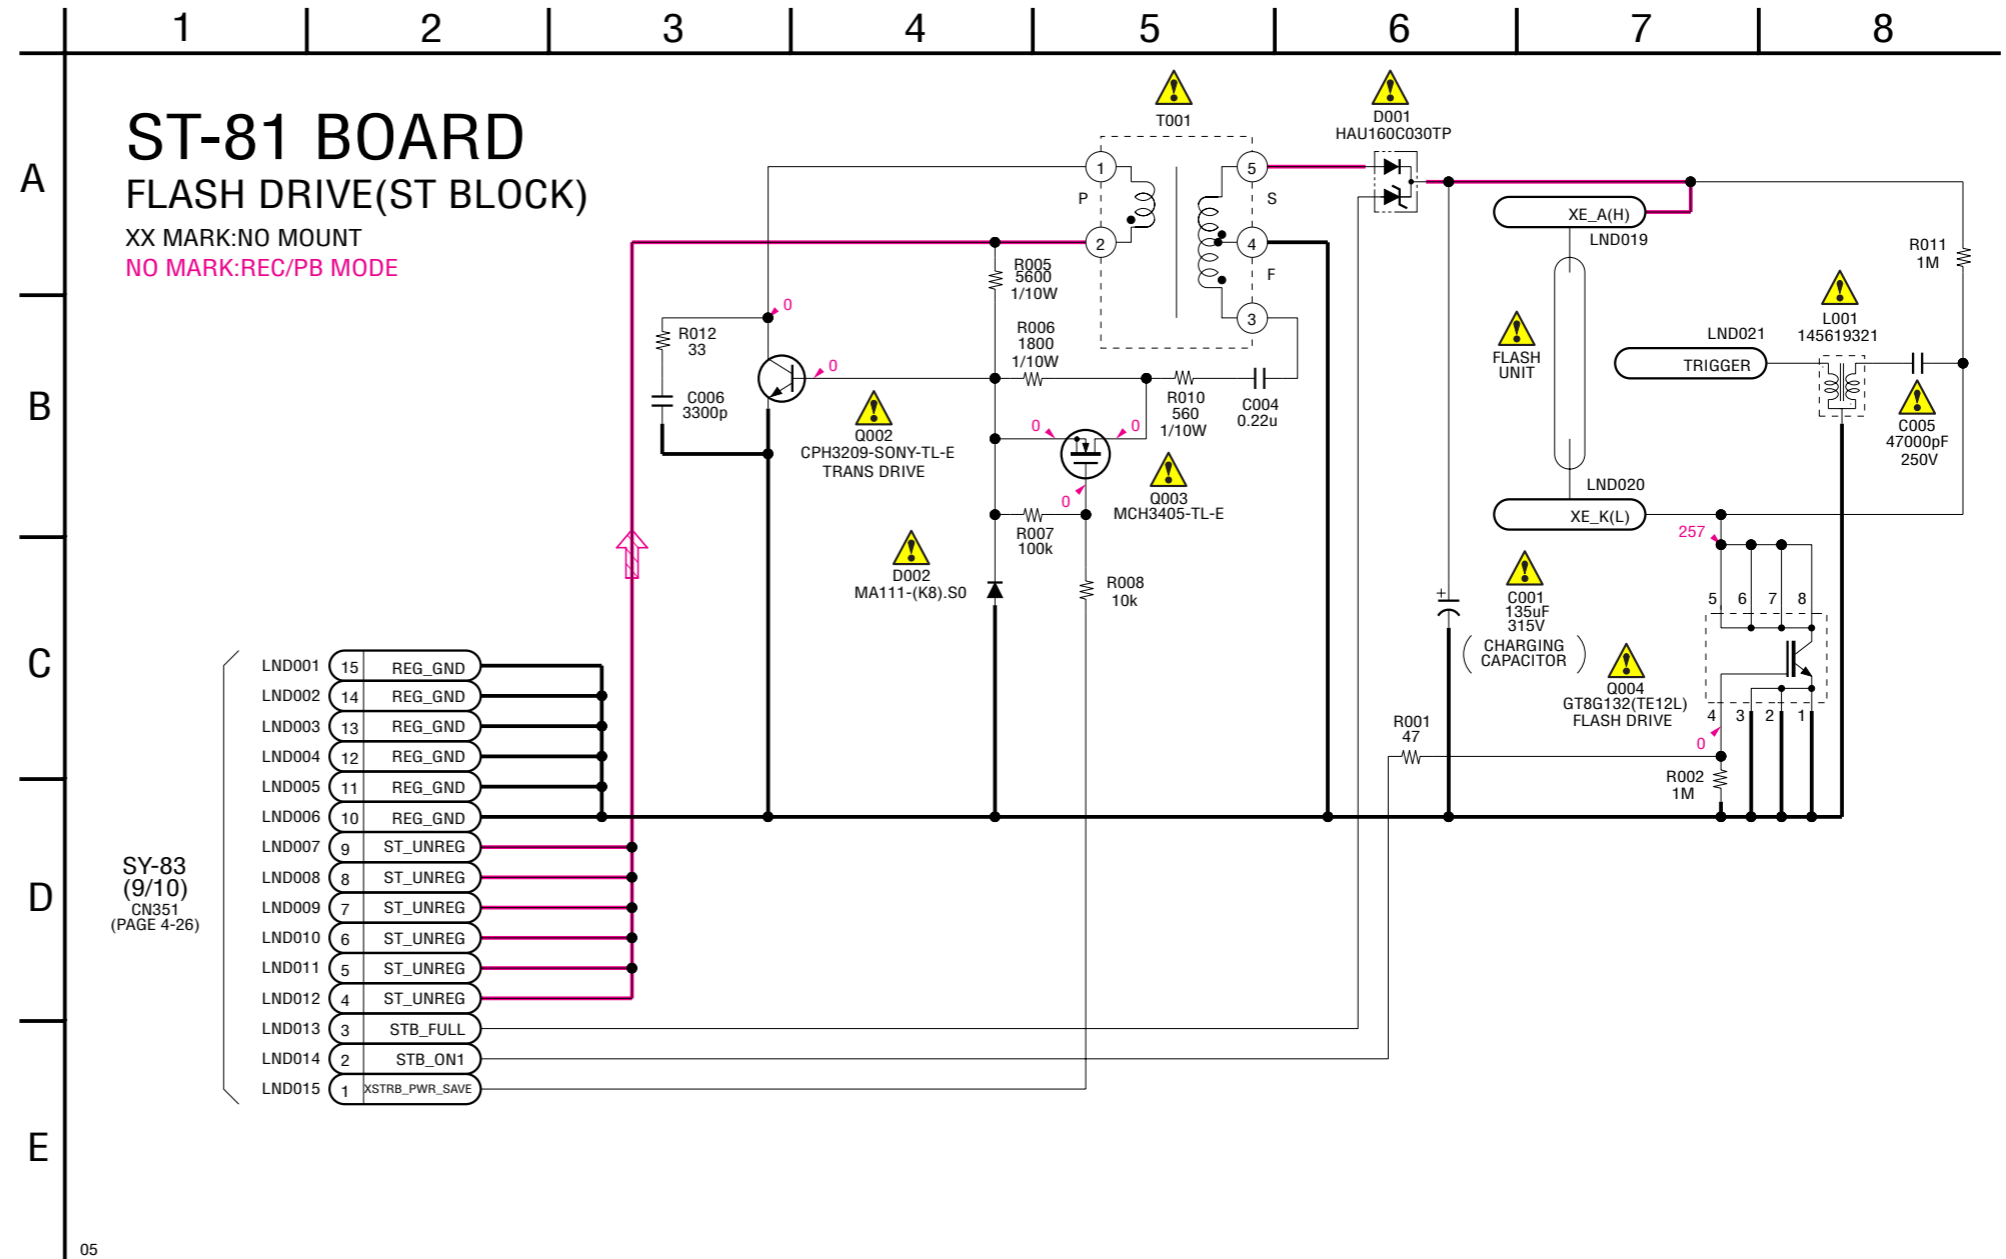 1 2 3 4 5 6 7 8
A
B
C
D
E
ST-81 BOARD
FLASH DRIVE(ST BLOCK)
XX MARK:NO MOUNT
NO MARK:REC/PB MODE
T001
1
P
2
5
S
4
F
3
D001
HAU160C030TP
XE_A(H)
LND019
R011
1M
R005
5600
1/10W
R006
1800
1/10W
0
R012
33
C006
3300p
0
Q002
CPH3209-SONY-TL-E
TRANS DRIVE
R010
560
1/10W
C004
0.22u
0
0
0
Q003
MCH3405-TL-E
R007
100k
R008
10k
D002
MA111-(K8).S0
FLASH
UNIT
LND021
TRIGGER
L001
145619321
C005
47000pF
250V
LND020
XE_K(L)
257
+
C001
135uF
315V
( CHARGING
CAPACITOR )
5 6 7 8
Q004
GT8G132(TE12L)
FLASH DRIVE
4 3 2 1
0
R001
47
R002
1M
SY-83
(9/10)
CN351
(PAGE 4-26)
LND001 15 REG_GND
LND002 14 REG_GND
LND003 13 REG_GND
LND004 12 REG_GND
LND005 11 REG_GND
LND006 10 REG_GND
LND007 9 ST_UNREG
LND008 8 ST_UNREG
LND009 7 ST_UNREG
LND010 6 ST_UNREG
LND011 5 ST_UNREG
LND012 4 ST_UNREG
LND013 3 STB_FULL
LND014 2 STB_ON1
LND015 1 XSTRB_PWR_SAVE
05